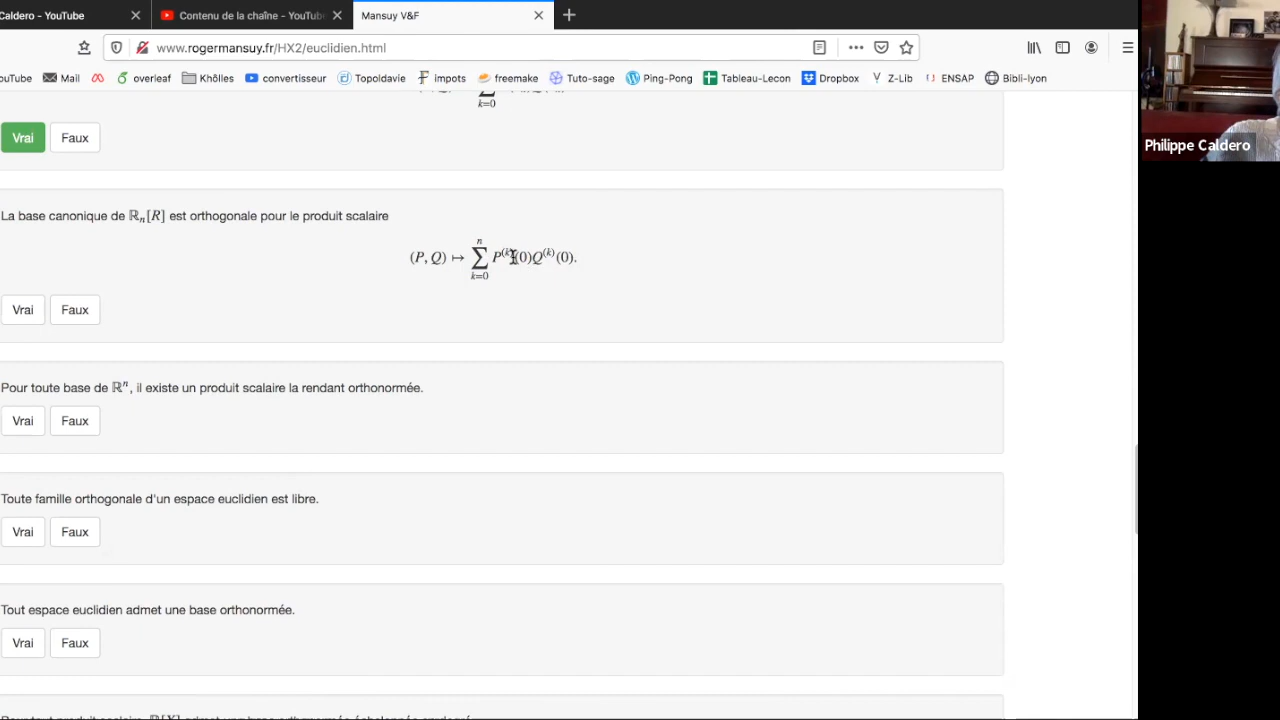 Caldero – YouTube × Contenu de la chaîne - YouTube × Mansuy V&F × +
www.rogermansuy.fr/HX2/euclidien.html
ouTube Mail overleaf Khôlles convertisseur Topoldavie impots freemake Tuto-sage Ping-Pong Tableau-Lecon Dropbox Z-Lib ENSAP Bibli-lyon
k=0
Vrai Faux
Philippe Caldero
La base canonique de ℝₙ[R] est orthogonale pour le produit scalaire
(P, Q) ↦ ∑_{k=0}^{n} P^{(k)}(0)Q^{(k)}(0).
Vrai Faux
Pour toute base de ℝⁿ, il existe un produit scalaire la rendant orthonormée.
Vrai Faux
Toute famille orthogonale d'un espace euclidien est libre.
Vrai Faux
Tout espace euclidien admet une base orthonormée.
Vrai Faux